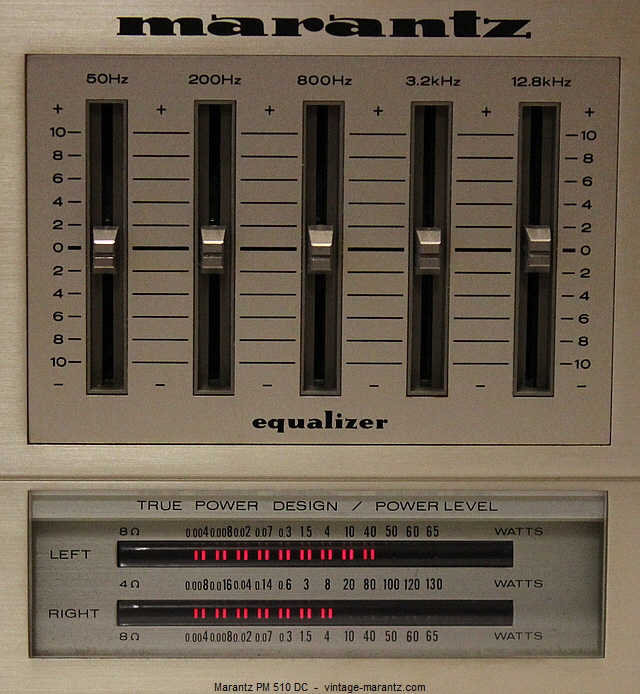 marantz
50Hz 200Hz 800Hz 3.2kHz 12.8kHz
+ + + + + +
10 10
8 8
6 6
4 4
2 2
0 0
2 2
4 4
6 6
8 8
10 10
− − − − − −
equalizer
TRUE POWER DESIGN / POWER LEVEL
8Ω 0.004 0.008 0.02 0.07 0.3 1.5 4 10 40 50 60 65 WATTS
LEFT
4Ω 0.008 0.016 0.04 0.14 0.6 3 8 20 80 100 120 130 WATTS
RIGHT
8Ω 0.004 0.008 0.02 0.07 0.3 1.5 4 10 40 50 60 65 WATTS
Marantz PM 510 DC - vintage-marantz.com